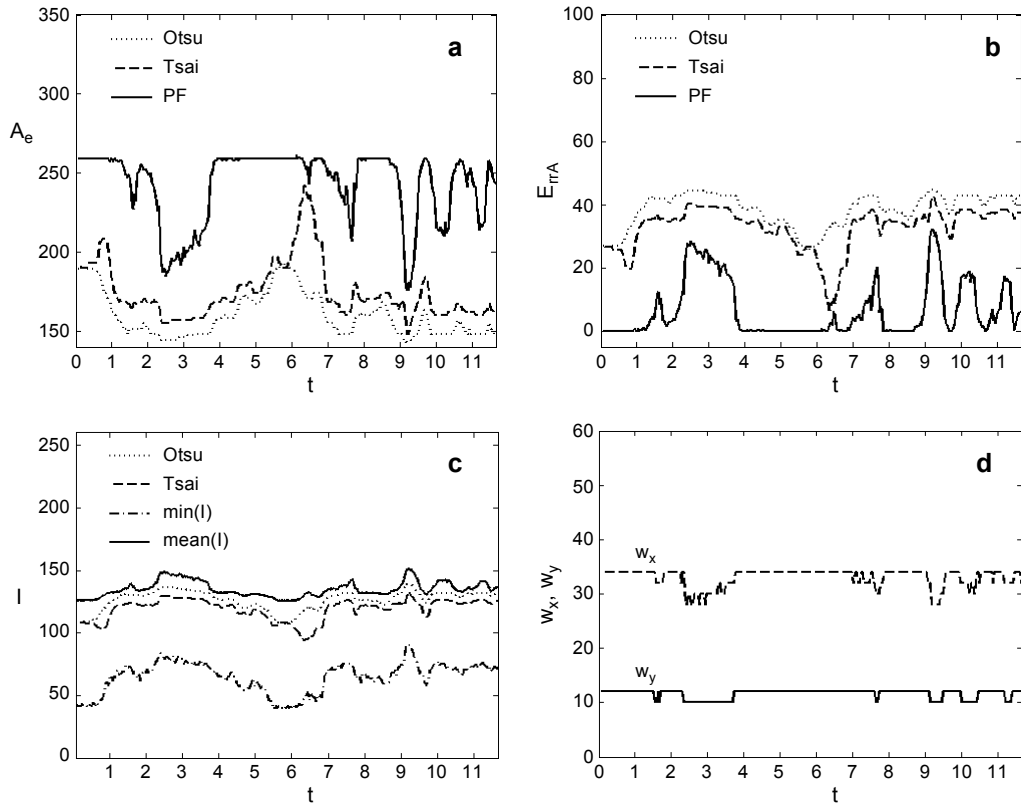 a
Otsu
Tsai
PF
A_e
350
300
250
200
150
0 1 2 3 4 5 6 7 8 9 10 11
t
b
Otsu
Tsai
PF
E_rrA
100
80
60
40
20
0
0 1 2 3 4 5 6 7 8 9 10 11
t
c
Otsu
Tsai
min(I)
mean(I)
I
250
200
150
100
50
0
1 2 3 4 5 6 7 8 9 10 11
t
d
w_x, w_y
60
50
40
30
20
10
0
w_x
w_y
0 1 2 3 4 5 6 7 8 9 10 11
t